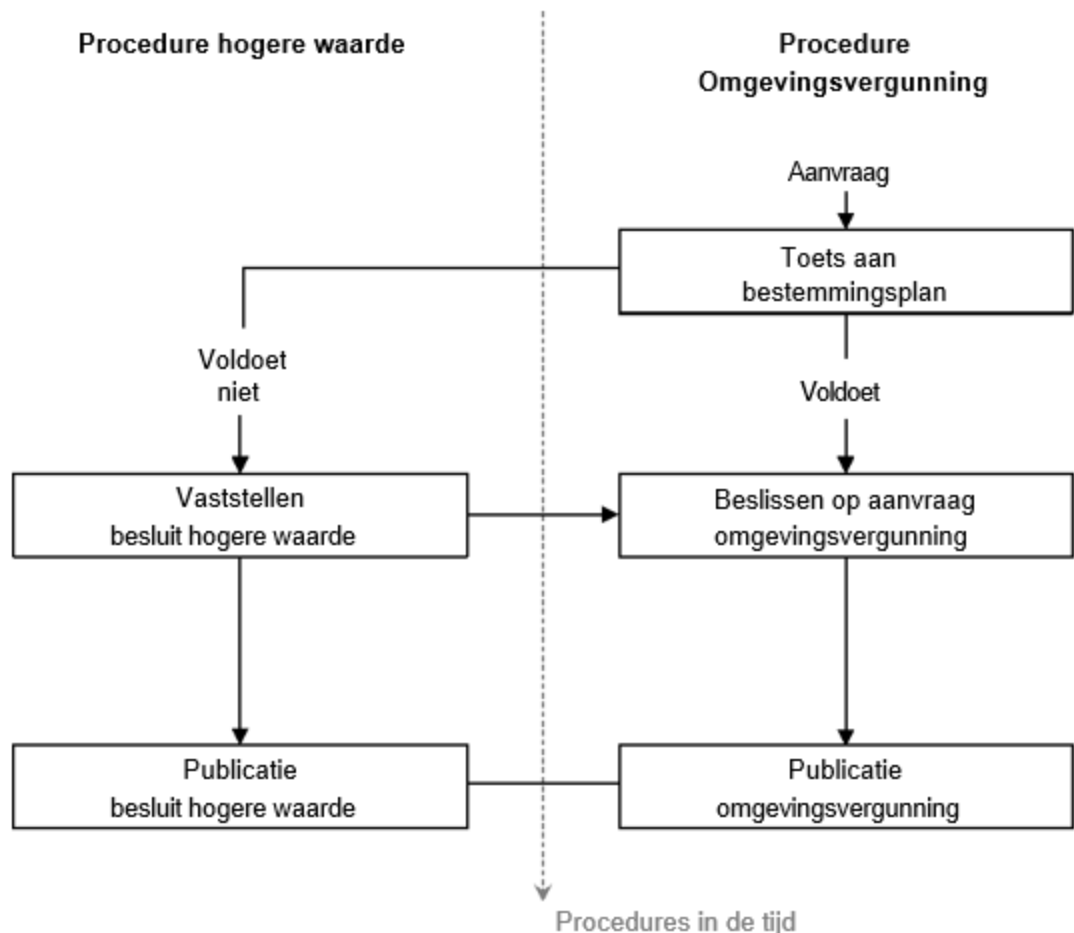 Procedure hogere waarde
Procedure
Omgevingsvergunning
Aanvraag
Toets aan
bestemmingsplan
Voldoet
niet
Voldoet
Vaststellen
besluit hogere waarde
Beslissen op aanvraag
omgevingsvergunning
Publicatie
besluit hogere waarde
Publicatie
omgevingsvergunning
Procedures in de tijd